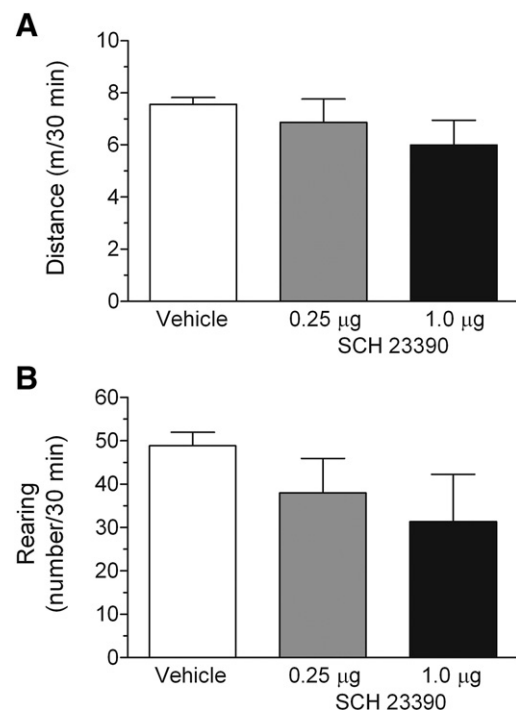 A
Distance (m/30 min)
10
8
6
4
2
0
Vehicle 0.25 μg 1.0 μg
SCH 23390
B
Rearing
(number/30 min)
60
50
40
30
20
10
0
Vehicle 0.25 μg 1.0 μg
SCH 23390